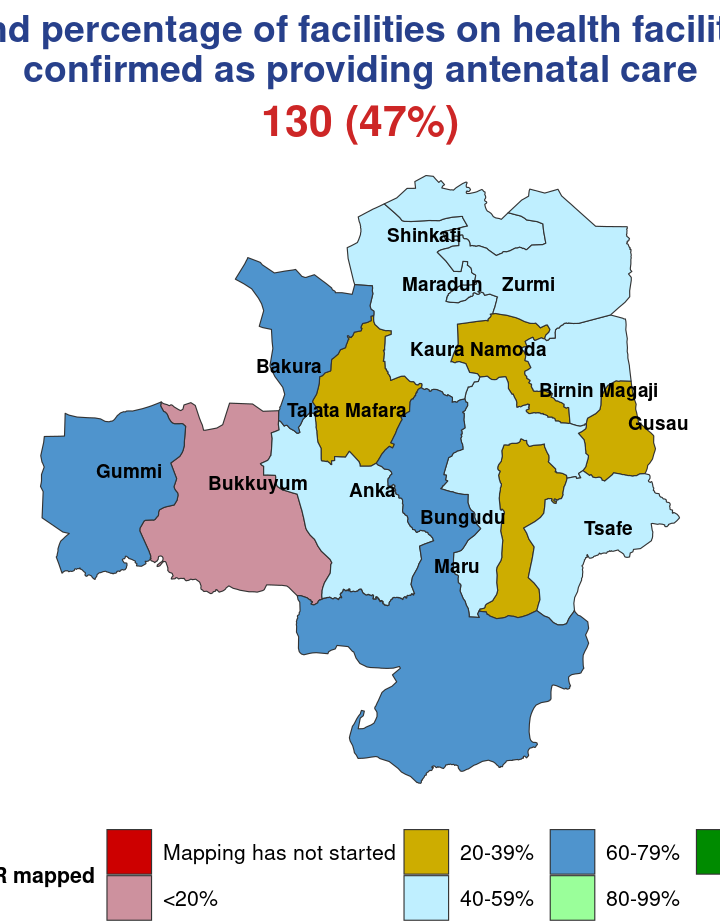 percentage of facilities on health
confirmed as providing antenatal care
130 (47%)
Shinkafi
Maradun
Zurmi
Kaura Namoda
Bakura
Birnin Magaji
Talata Mafara
Gusau
Gummi
Bukkuyum
Anka
Bungudu
Tsafe
Maru
Mapping has not started
20-39%
60-79%
mapped
<20%
40-59%
80-99%